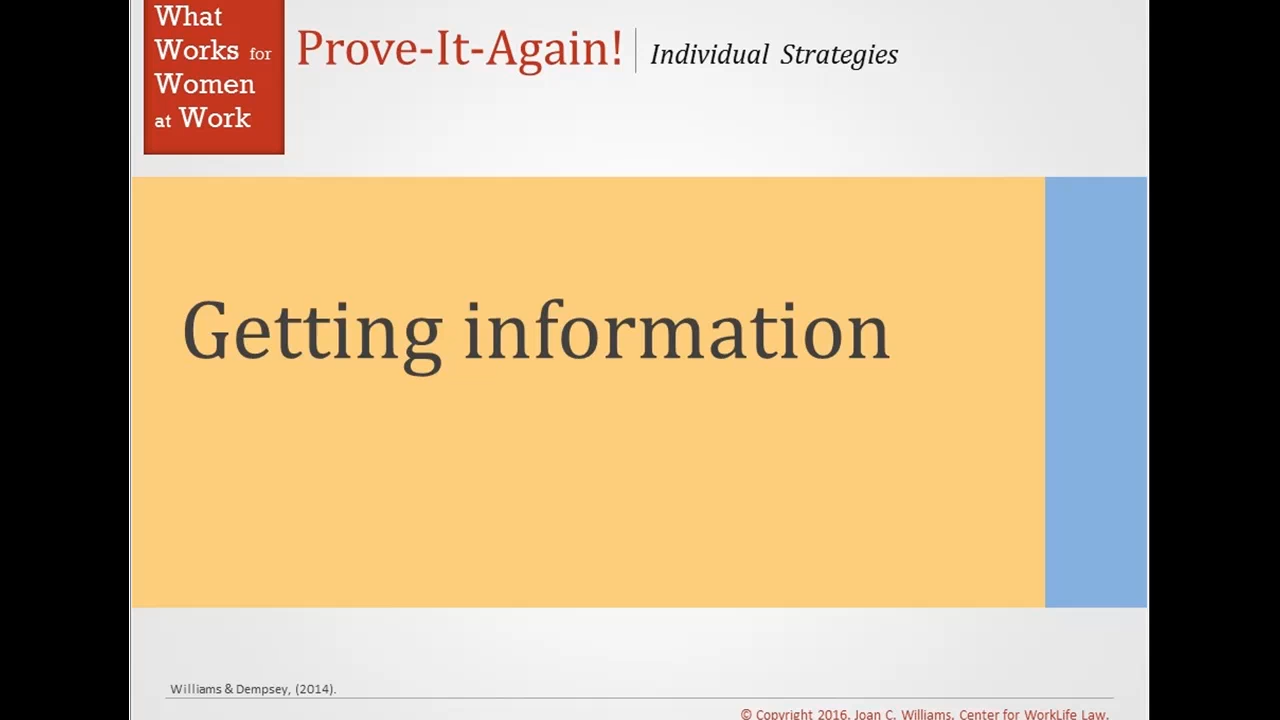 What
Works for
Women
at Work
Prove-It-Again!
Individual Strategies
Getting information
Williams & Dempsey, (2014).
© Copyright 2016. Joan C. Williams. Center for WorkLife Law.